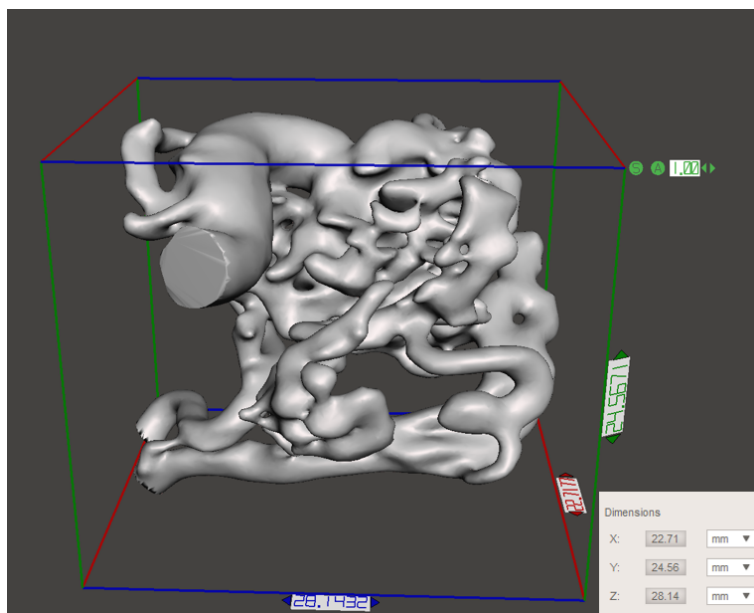 S A 1.00
24.5571
28.1432
Dimensions
X: 22.71 mm
Y: 24.56 mm
Z: 28.14 mm